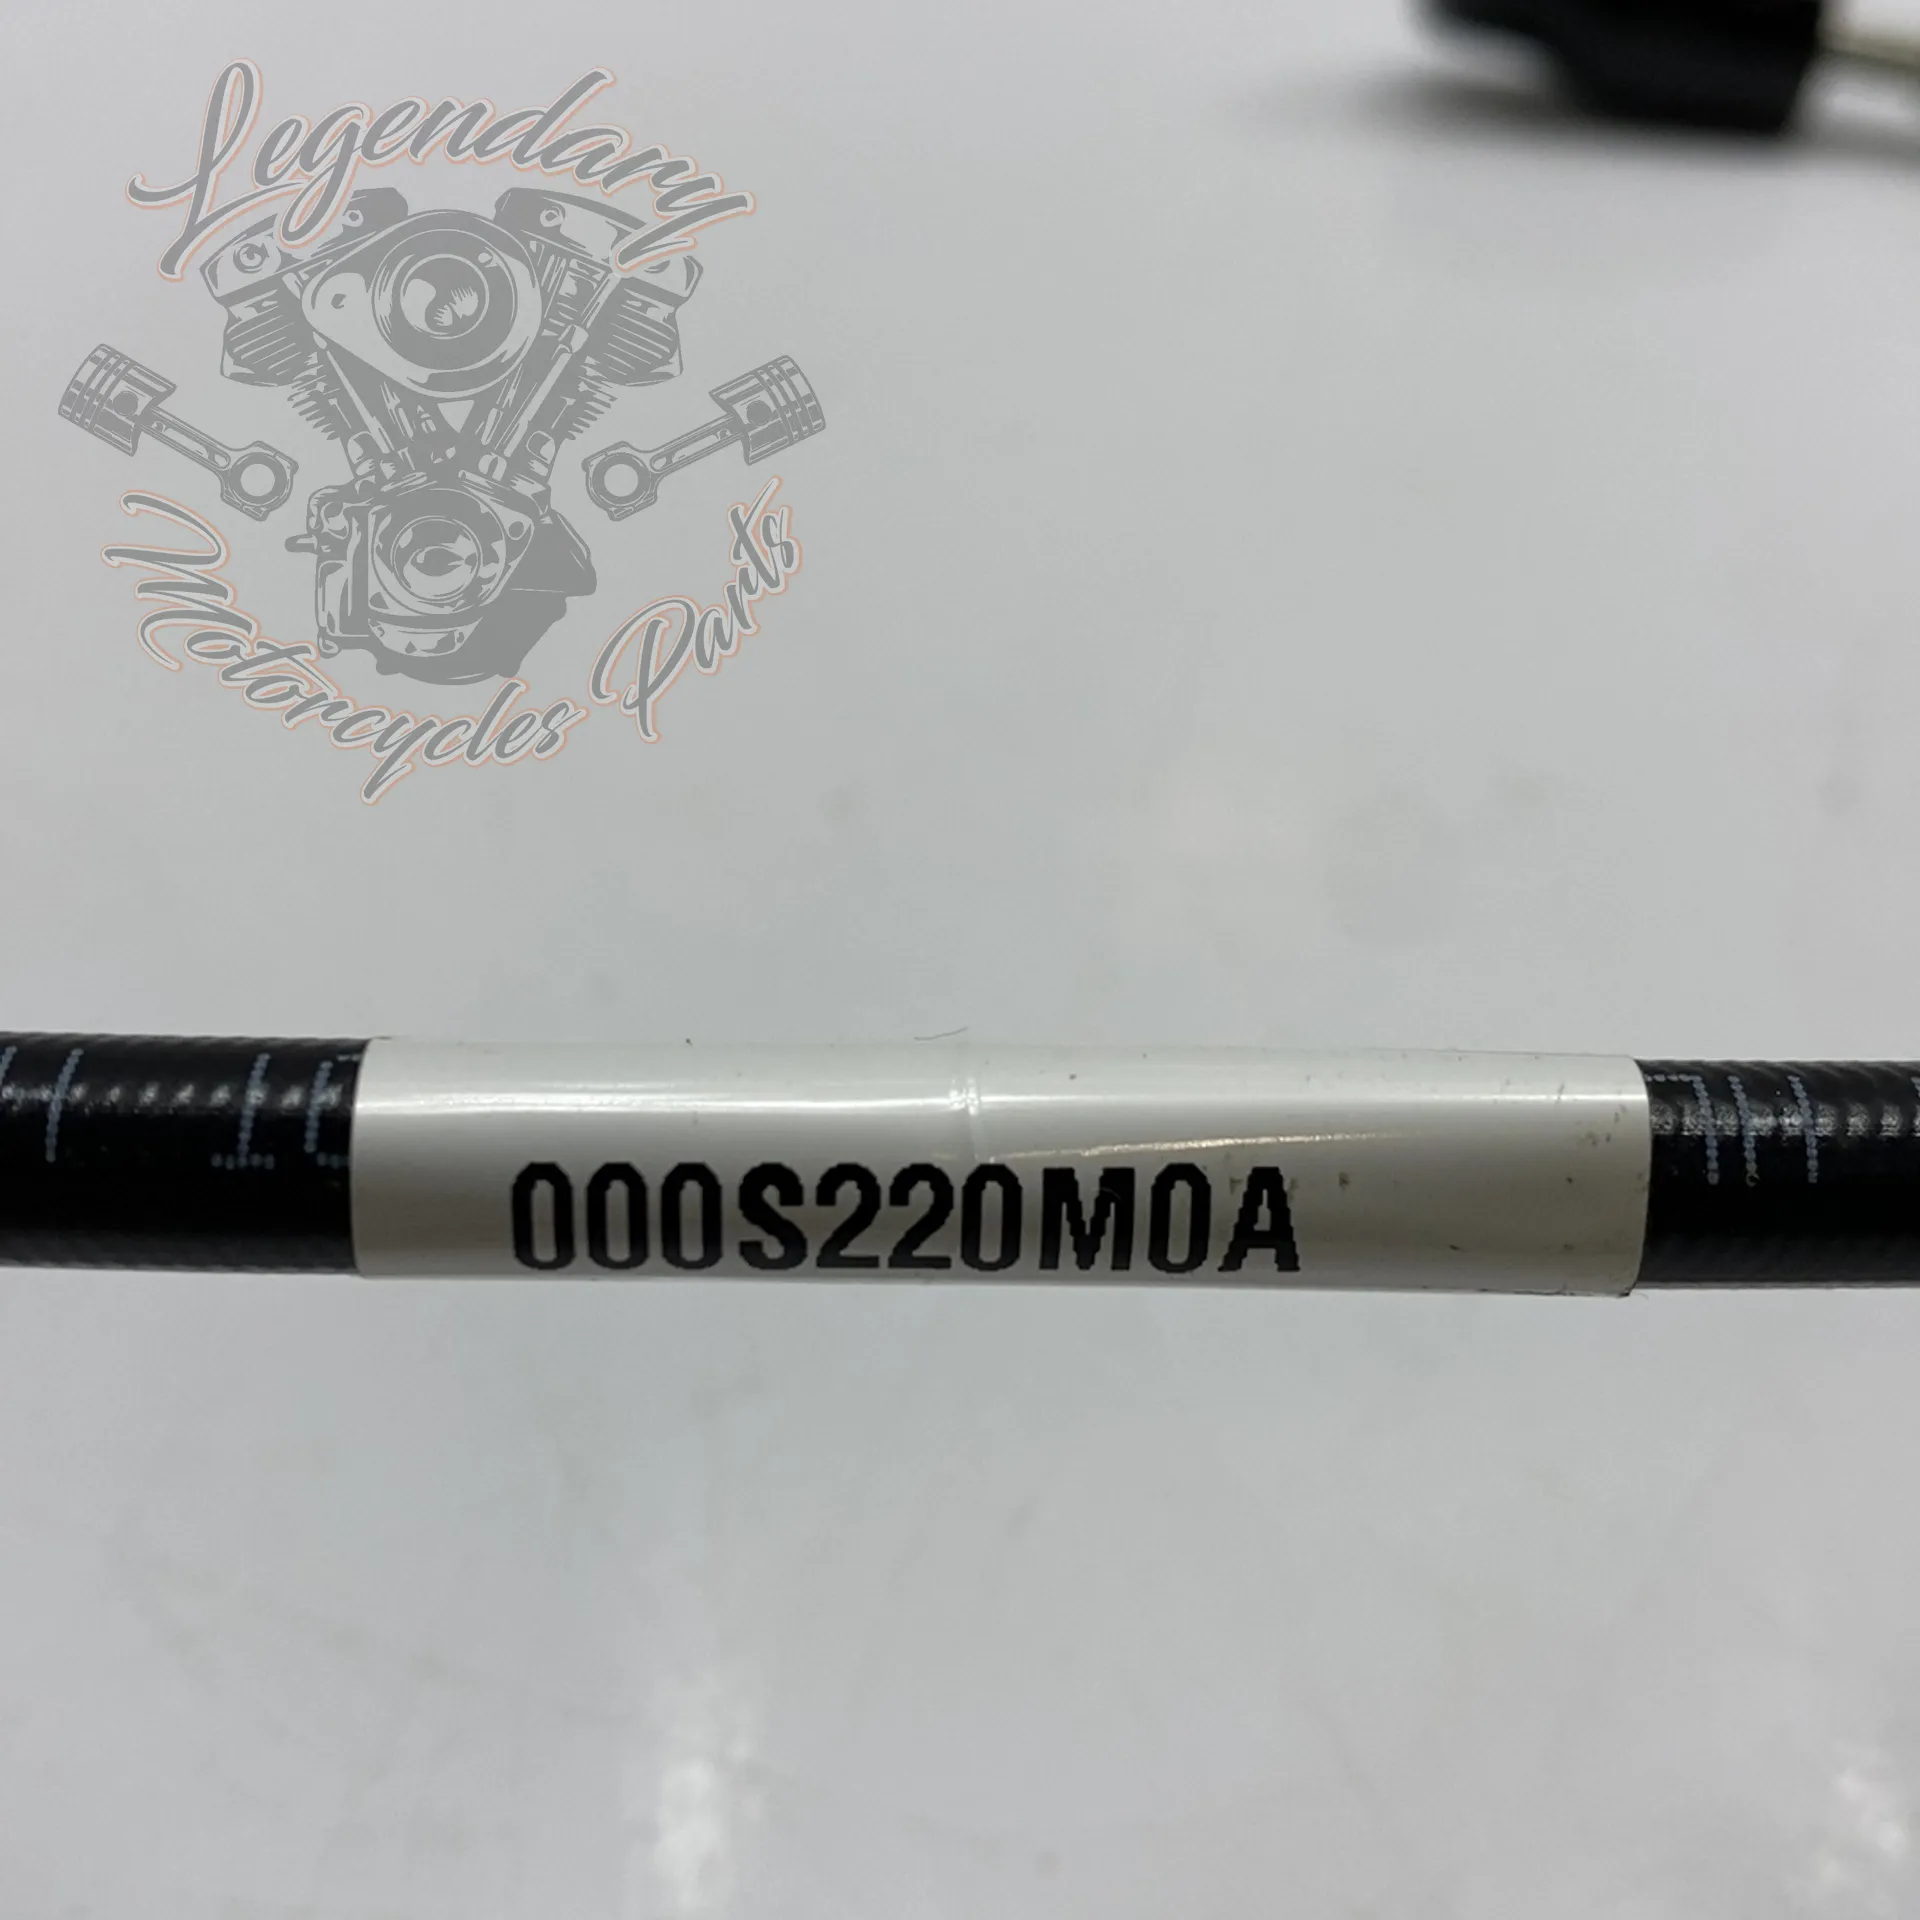 Legendary
Motorcycles Parts
000S220M0A